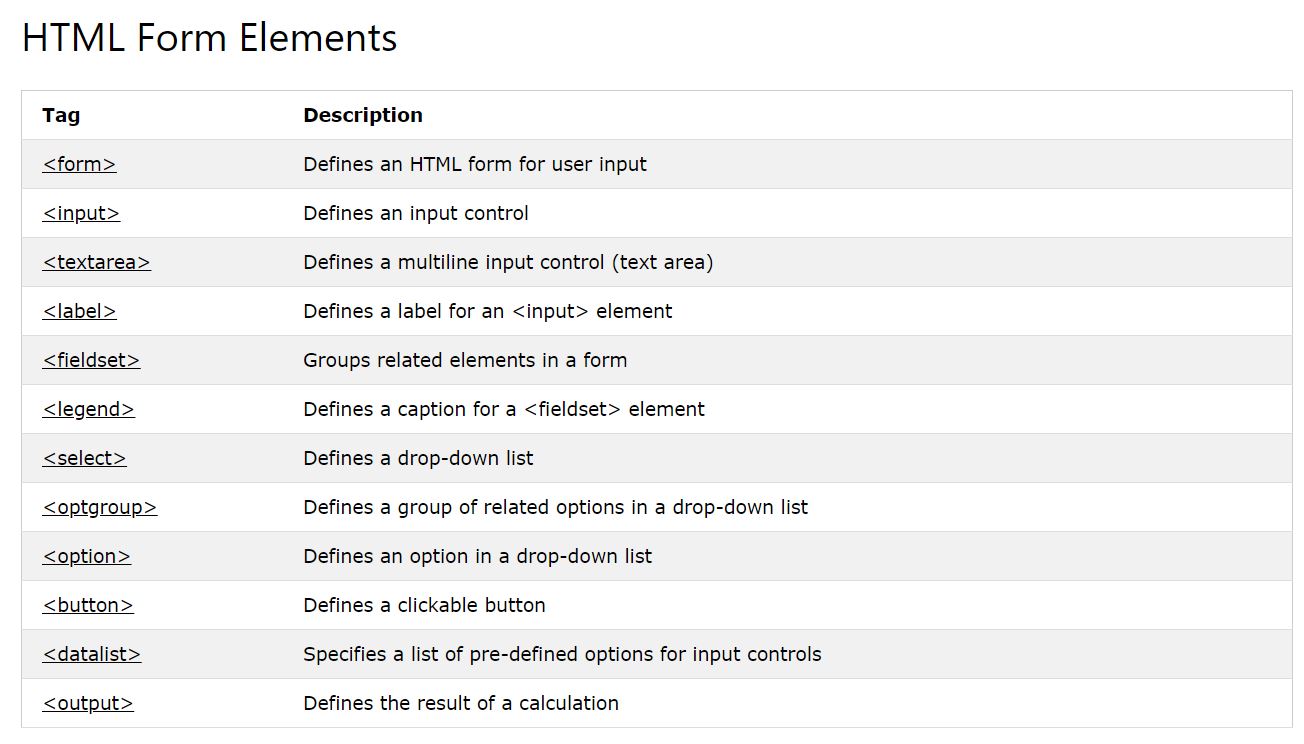 HTML Form Elements
Tag Description
<form> Defines an HTML form for user input
<input> Defines an input control
<textarea> Defines a multiline input control (text area)
<label> Defines a label for an <input> element
<fieldset> Groups related elements in a form
<legend> Defines a caption for a <fieldset> element
<select> Defines a drop-down list
<optgroup> Defines a group of related options in a drop-down list
<option> Defines an option in a drop-down list
<button> Defines a clickable button
<datalist> Specifies a list of pre-defined options for input controls
<output> Defines the result of a calculation